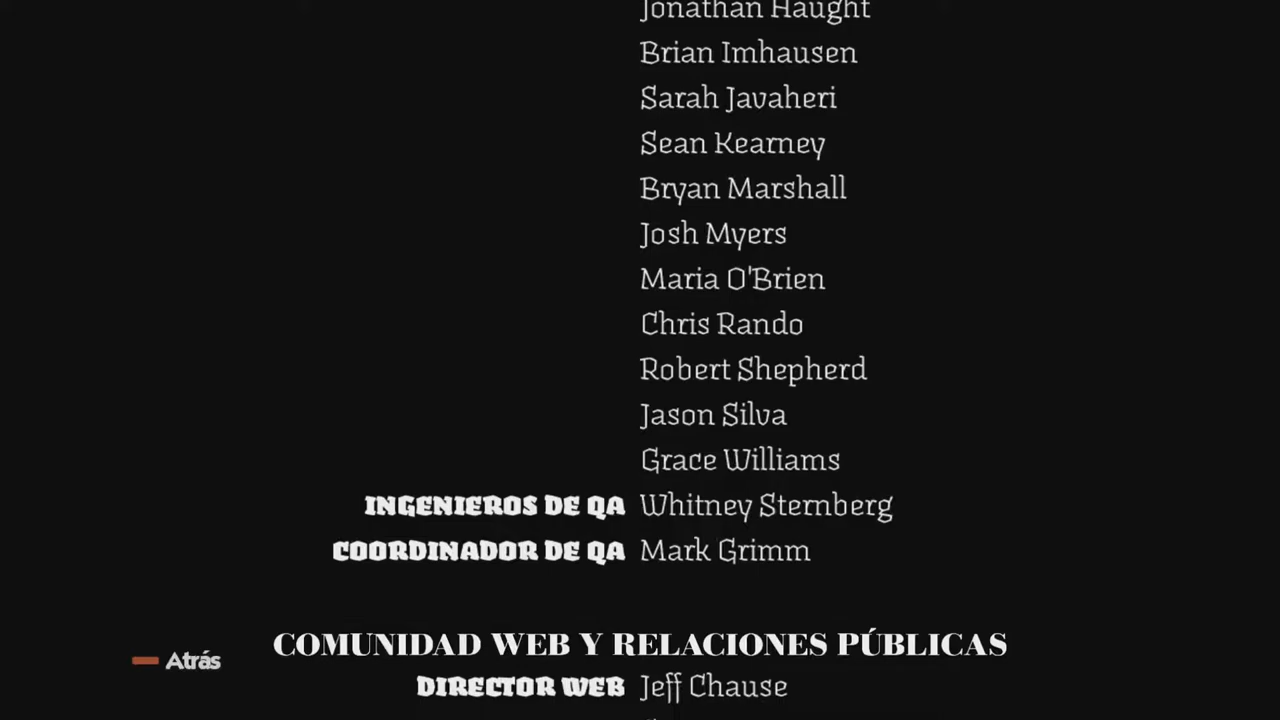 Jonathan Haught
Brian Imhausen
Sarah Javaheri
Sean Kearney
Bryan Marshall
Josh Myers
Maria O'Brien
Chris Rando
Robert Shepherd
Jason Silva
Grace Williams
INGENIEROS DE QA Whitney Sternberg
COORDINADOR DE QA Mark Grimm
COMUNIDAD WEB Y RELACIONES PÚBLICAS
Atrás
DIRECTOR WEB Jeff Chause